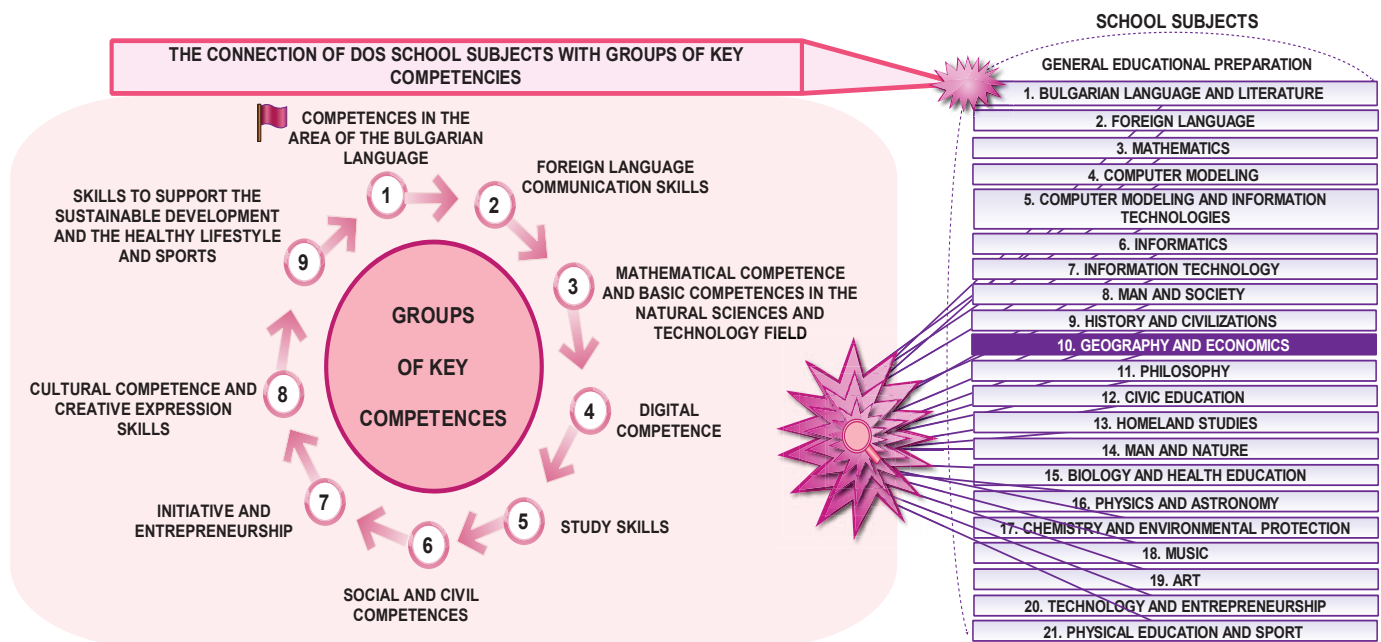 THE CONNECTION OF DOS SCHOOL SUBJECTS WITH GROUPS OF KEY
COMPETENCIES
COMPETENCES IN THE
AREA OF THE BULGARIAN
LANGUAGE
FOREIGN LANGUAGE
COMMUNICATION SKILLS
SKILLS TO SUPPORT THE
SUSTAINABLE DEVELOPMENT
AND THE HEALTHY LIFESTYLE
AND SPORTS
1
2
9
3
MATHEMATICAL COMPETENCE
AND BASIC COMPETENCES IN THE
NATURAL SCIENCES AND
TECHNOLOGY FIELD
GROUPS
OF KEY
COMPETENCES
CULTURAL COMPETENCE AND
CREATIVE EXPRESSION
SKILLS
8
4
DIGITAL
COMPETENCE
INITIATIVE AND
ENTREPRENEURSHIP
7
5
STUDY SKILLS
6
SOCIAL AND CIVIL
COMPETENCES
SCHOOL SUBJECTS
GENERAL EDUCATIONAL PREPARATION
1. BULGARIAN LANGUAGE AND LITERATURE
2. FOREIGN LANGUAGE
3. MATHEMATICS
4. COMPUTER MODELING
5. COMPUTER MODELING AND INFORMATION
TECHNOLOGIES
6. INFORMATICS
7. INFORMATION TECHNOLOGY
8. MAN AND SOCIETY
9. HISTORY AND CIVILIZATIONS
10. GEOGRAPHY AND ECONOMICS
11. PHILOSOPHY
12. CIVIC EDUCATION
13. HOMELAND STUDIES
14. MAN AND NATURE
15. BIOLOGY AND HEALTH EDUCATION
16. PHYSICS AND ASTRONOMY
17. CHEMISTRY AND ENVIRONMENTAL PROTECTION
18. MUSIC
19. ART
20. TECHNOLOGY AND ENTREPRENEURSHIP
21. PHYSICAL EDUCATION AND SPORT